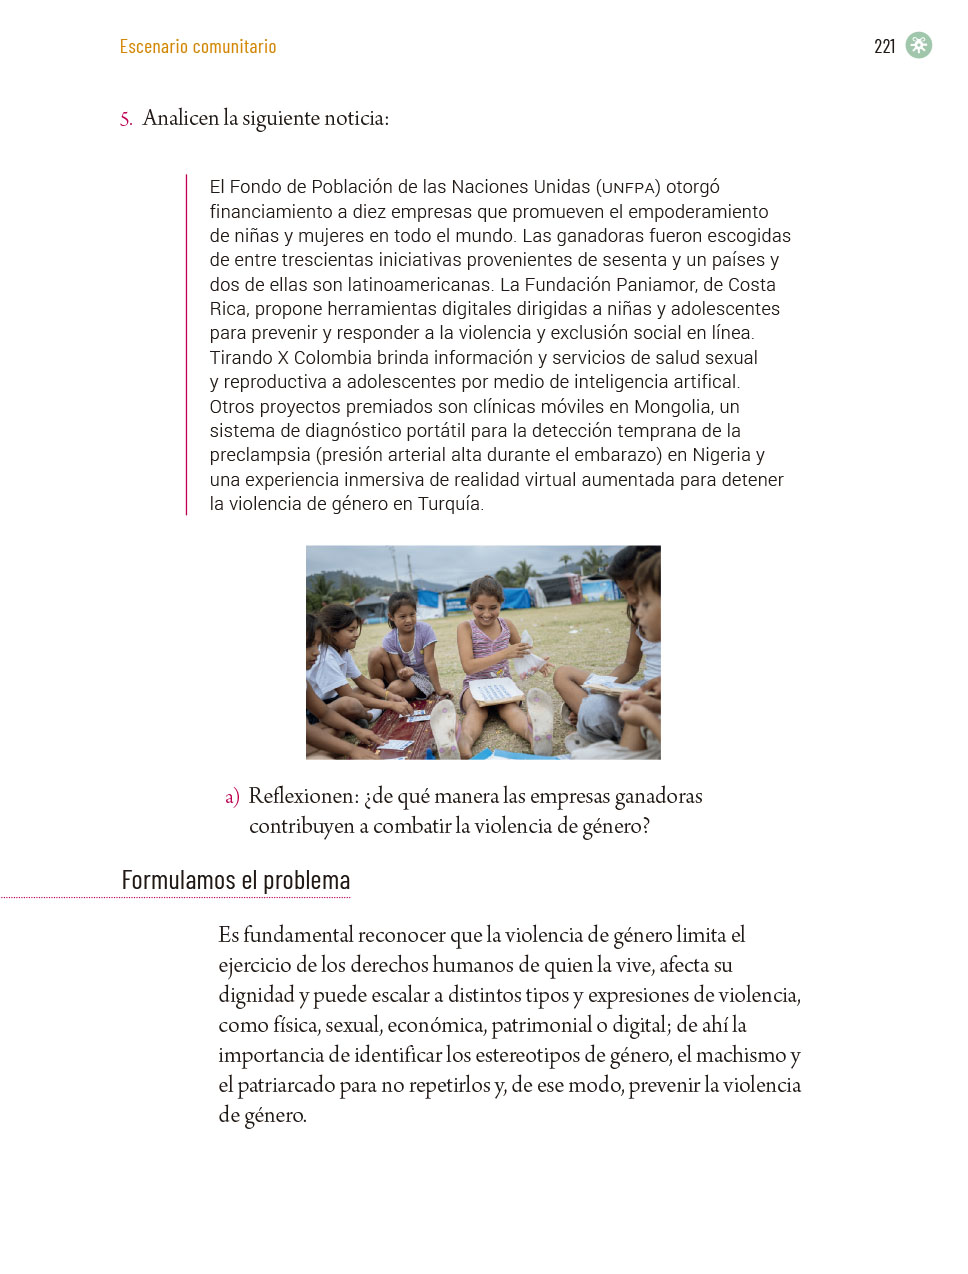 Escenario comunitario
221
5. Analicen la siguiente noticia:
El Fondo de Población de las Naciones Unidas (UNFPA) otorgó
financiamiento a diez empresas que promueven el empoderamiento
de niñas y mujeres en todo el mundo. Las ganadoras fueron escogidas
de entre trescientas iniciativas provenientes de sesenta y un países y
dos de ellas son latinoamericanas. La Fundación Paniamor, de Costa
Rica, propone herramientas digitales dirigidas a niñas y adolescentes
para prevenir y responder a la violencia y exclusión social en línea.
Tirando X Colombia brinda información y servicios de salud sexual
y reproductiva a adolescentes por medio de inteligencia artifical.
Otros proyectos premiados son clínicas móviles en Mongolia, un
sistema de diagnóstico portátil para la detección temprana de la
preclampsia (presión arterial alta durante el embarazo) en Nigeria y
una experiencia inmersiva de realidad virtual aumentada para detener
la violencia de género en Turquía.
a) Reflexionen: ¿de qué manera las empresas ganadoras
contribuyen a combatir la violencia de género?
Formulamos el problema
Es fundamental reconocer que la violencia de género limita el
ejercicio de los derechos humanos de quien la vive, afecta su
dignidad y puede escalar a distintos tipos y expresiones de violencia,
como física, sexual, económica, patrimonial o digital; de ahí la
importancia de identificar los estereotipos de género, el machismo y
el patriarcado para no repetirlos y, de ese modo, prevenir la violencia
de género.